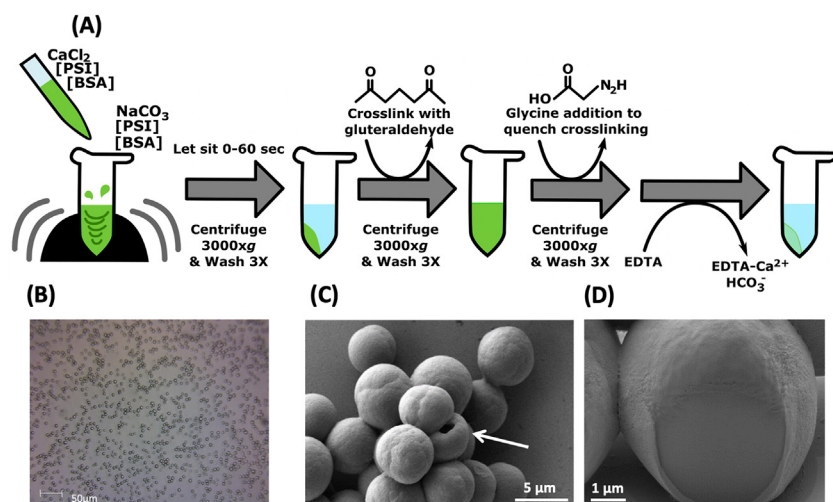 (A)
CaCl₂
[PSI]
[BSA]
NaCO₃
[PSI]
[BSA]
Let sit 0-60 sec
Centrifuge
3000xg
& Wash 3X
O O
Crosslink with
gluteraldehyde
Centrifuge
3000xg
& Wash 3X
O
HO N₂H
Glycine addition to
quench crosslinking
Centrifuge
3000xg
& Wash 3X
EDTA
EDTA-Ca²⁺
HCO₃⁻
(B)
50μm
(C)
5 μm
(D)
1 μm